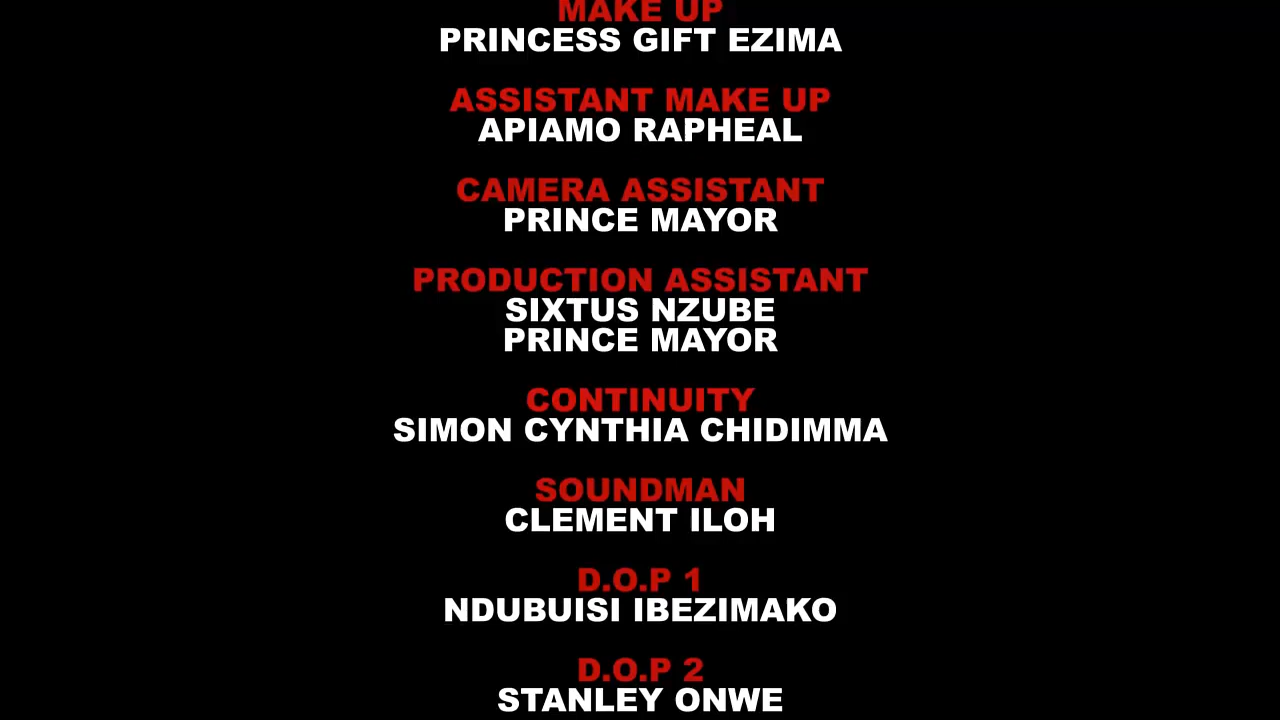 MAKE UP
PRINCESS GIFT EZIMA
ASSISTANT MAKE UP
APIAMO RAPHEAL
CAMERA ASSISTANT
PRINCE MAYOR
PRODUCTION ASSISTANT
SIXTUS NZUBE
PRINCE MAYOR
CONTINUITY
SIMON CYNTHIA CHIDIMMA
SOUNDMAN
CLEMENT ILOH
D.O.P 1
NDUBUISI IBEZIMAKO
D.O.P 2
STANLEY ONWE